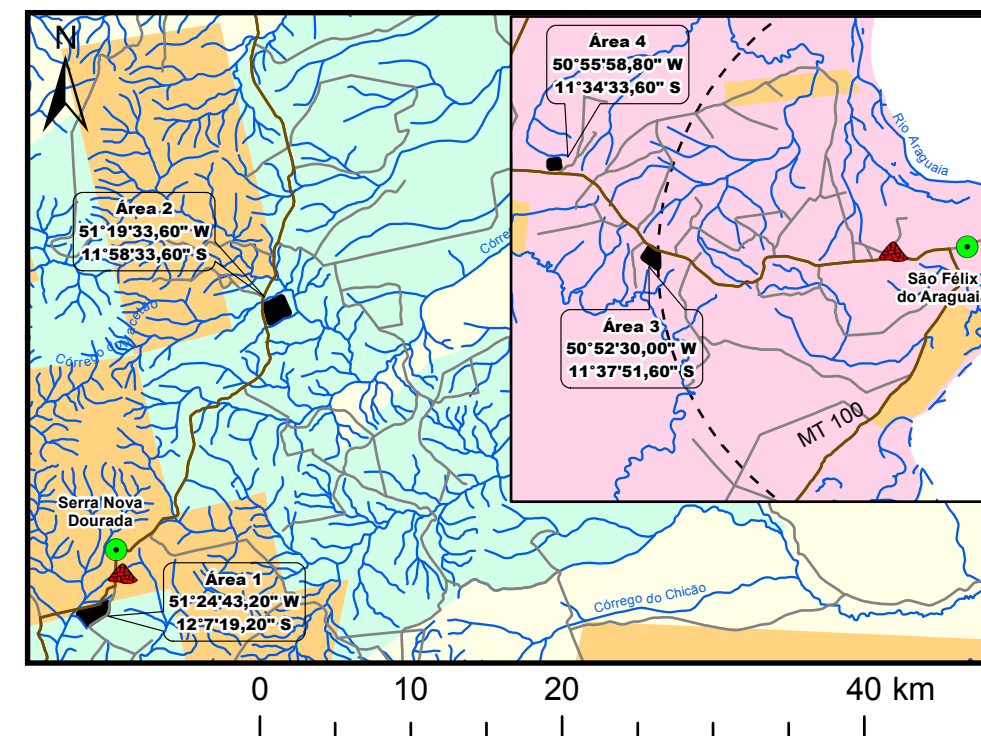 N
Área 4
50°55'58,80" W
11°34'33,60" S
Rio Araguaia
Área 2
51°19'33,60" W
11°58'33,60" S
São Félix
Área 3
50°52'30,00" W
11°37'51,60" S
MT 100
Serra Nova
Dourada
Área 1
51°24'43,20" W
12°7'19,20" S
Córrego do Chicão
0 10 20 40 km